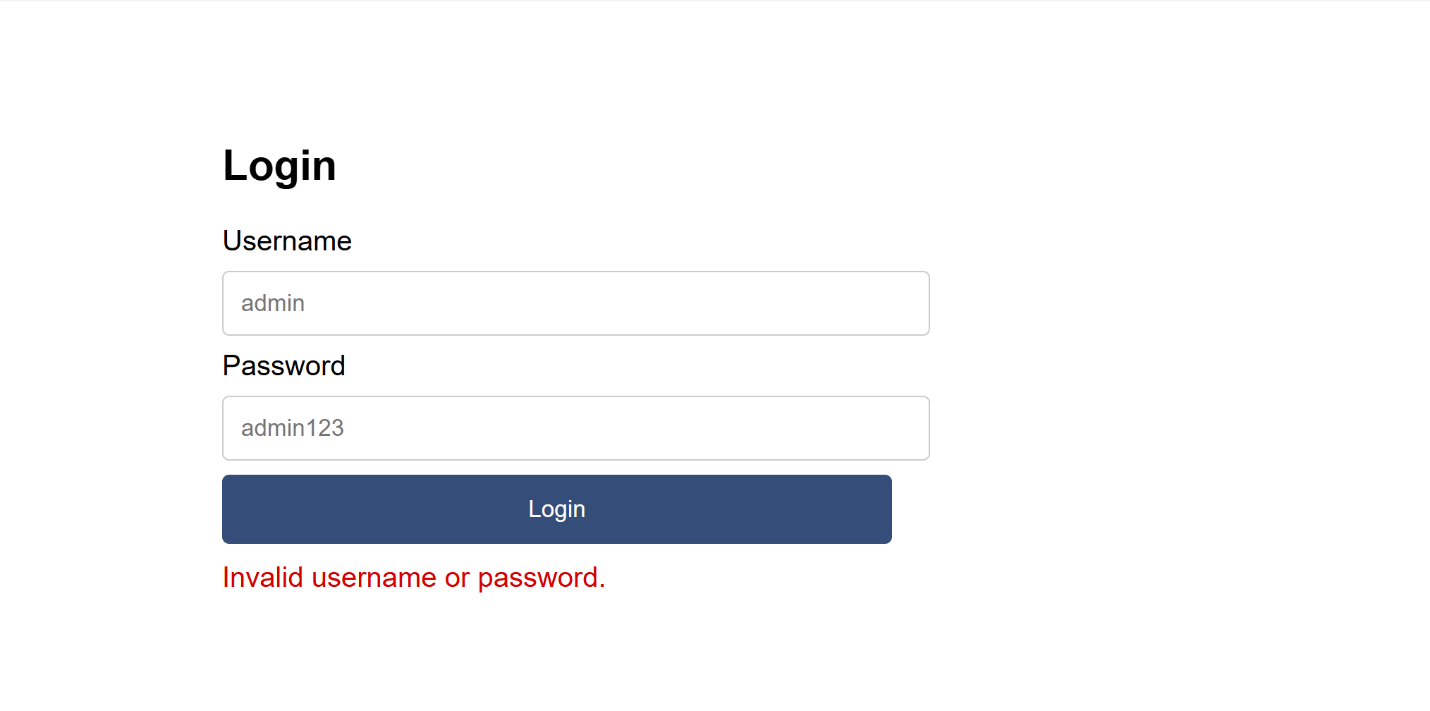 Login
Username
admin
Password
admin123
Login
Invalid username or password.